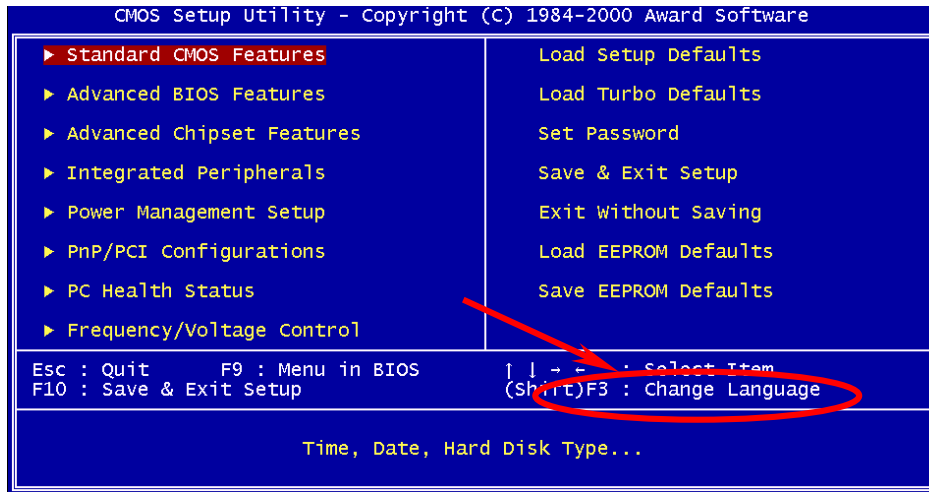 CMOS Setup Utility - Copyright (C) 1984-2000 Award Software
▶ Standard CMOS Features
▶ Advanced BIOS Features
▶ Advanced Chipset Features
▶ Integrated Peripherals
▶ Power Management Setup
▶ PnP/PCI Configurations
▶ PC Health Status
▶ Frequency/Voltage Control
Load Setup Defaults
Load Turbo Defaults
Set Password
Save & Exit Setup
Exit Without Saving
Load EEPROM Defaults
Save EEPROM Defaults
Esc : Quit F9 : Menu in BIOS ↑ ↓ → ← : Select Item
F10 : Save & Exit Setup (Shift)F3 : Change Language
Time, Date, Hard Disk Type...